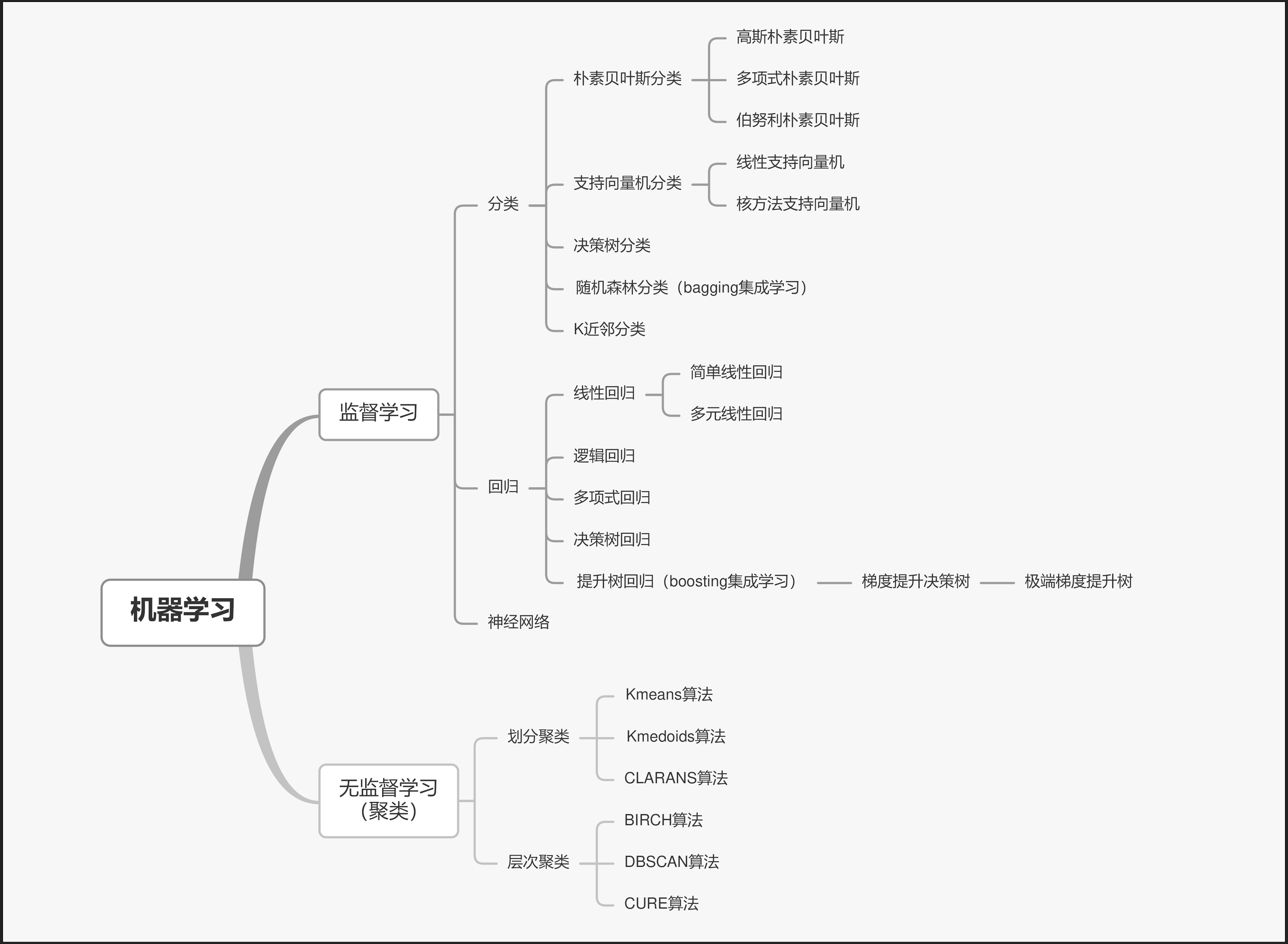 机器学习
监督学习
分类
朴素贝叶斯分类
高斯朴素贝叶斯
多项式朴素贝叶斯
伯努利朴素贝叶斯
支持向量机分类
线性支持向量机
核方法支持向量机
决策树分类
随机森林分类（bagging集成学习）
K近邻分类
回归
线性回归
简单线性回归
多元线性回归
逻辑回归
多项式回归
决策树回归
提升树回归（boosting集成学习）
梯度提升决策树
极端梯度提升树
神经网络
无监督学习
（聚类）
划分聚类
Kmeans算法
Kmedoids算法
CLARANS算法
层次聚类
BIRCH算法
DBSCAN算法
CURE算法